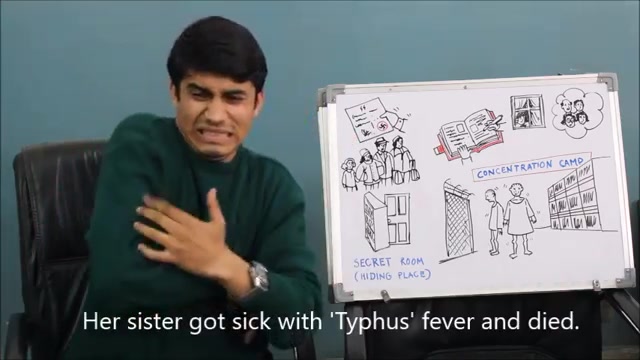 CONCENTRATION CAMP
SECRET ROOM
(HIDING PLACE)
Her sister got sick with 'Typhus' fever and died.